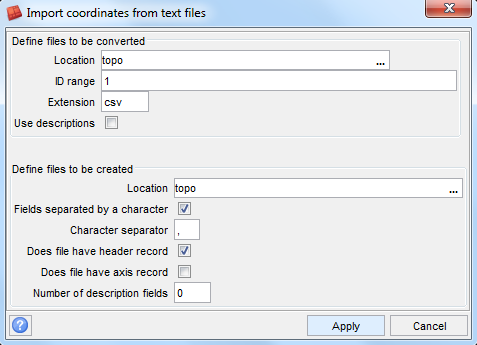 Import coordinates from text files
Define files to be converted
Location topo ...
ID range 1
Extension csv
Use descriptions
Define files to be created
Location topo ...
Fields separated by a character
Character separator ,
Does file have header record
Does file have axis record
Number of description fields 0
? Apply Cancel